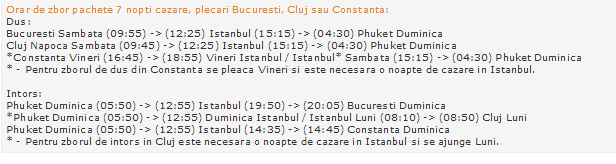 Orar de zbor pachete 7 nopti cazare, plecari Bucuresti, Cluj sau Constanta:
Dus:
Bucuresti Sambata (09:55) -> (12:25) Istanbul (15:15) -> (04:30) Phuket Duminica
Cluj Napoca Sambata (09:45) -> (12:25) Istanbul (15:15) -> (04:30) Phuket Duminica
*Constanta Vineri (16:45) -> (18:55) Vineri Istanbul / Istanbul* Sambata (15:15) -> (04:30) Phuket Duminica
* - Pentru zborul de dus din Constanta se pleaca Vineri si este necesara o noapte de cazare in Istanbul.
Intors:
Phuket Duminica (05:50) -> (12:55) Istanbul (19:50) -> (20:05) Bucuresti Duminica
*Phuket Duminica (05:50) -> (12:55) Duminica Istanbul / Istanbul Luni (08:10) -> (08:50) Cluj Luni
Phuket Duminica (05:50) -> (12:55) Istanbul (14:35) -> (14:45) Constanta Duminica
* - Pentru zborul de intors in Cluj este necesara o noapte de cazare in Istanbul si se ajunge Luni.